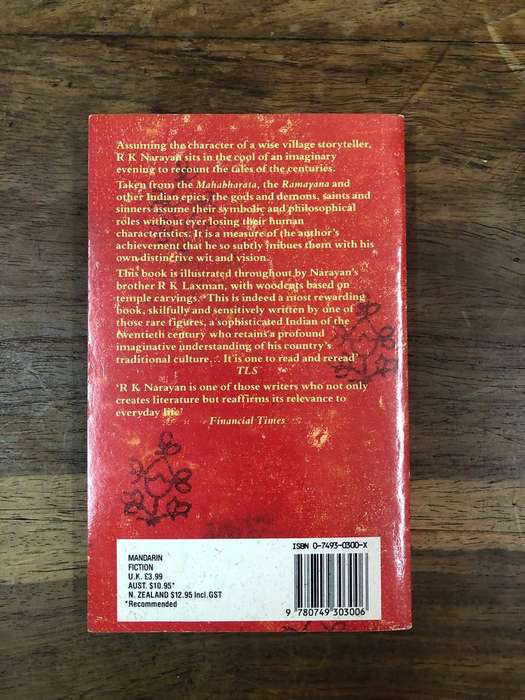 Assuming the character of a wise village storyteller,
R K Narayan sits in the cool of an imaginary
evening to recount the tales of the centuries.
Taken from the Mahabharata, the Ramayana and
other Indian epics, the gods and demons, saints and
sinners assume their symbolic and philosophical
roles without ever losing their human
characteristics. It is a measure of the author's
achievement that he so subtly imbues them with his
own distinctive wit and vision.
This book is illustrated throughout by Narayan's
brother R K Laxman, with woodcuts based on
temple carvings. 'This is indeed a most rewarding
book, skilfully and sensitively written by one of
those rare figures, a sophisticated Indian of the
twentieth century who retains a profound
imaginative understanding of his country's
traditional culture... It is one to read and reread'
TLS
'R K Narayan is one of those writers who not only
creates literature but reaffirms its relevance to
everyday life'
Financial Times
ISBN 0-7493-0300-X
MANDARIN
FICTION
U.K. £3.99
AUST. $10.95*
N. ZEALAND $12.95 Incl.GST
*Recommended
9 780749 303006